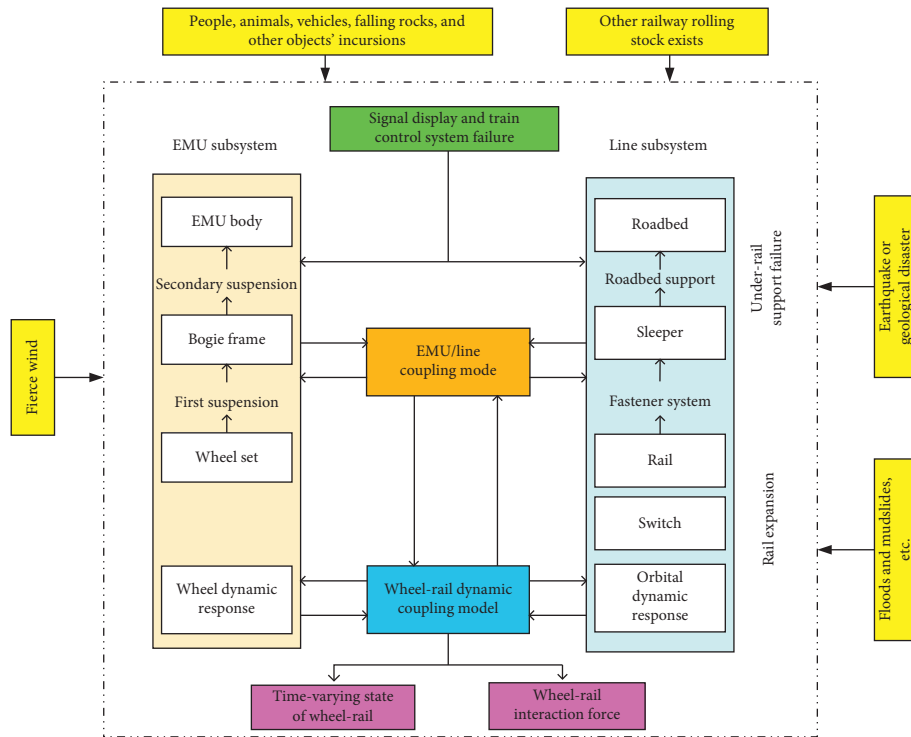 People, animals, vehicles, falling rocks, and
other objects' incursions
Other railway rolling
stock exists
Signal display and train
control system failure
EMU subsystem
Line subsystem
EMU body
Secondary suspension
Bogie frame
First suspension
Wheel set
Wheel dynamic
response
EMU/line
coupling mode
Wheel-rail dynamic
coupling model
Roadbed
Roadbed support
Sleeper
Fastener system
Rail
Switch
Orbital
dynamic
response
Under-rail
support failure
Rail expansion
Fierce wind
Earthquake or
geological disaster
Floods and mudslides,
etc.
Time-varying state
of wheel-rail
Wheel-rail
interaction force